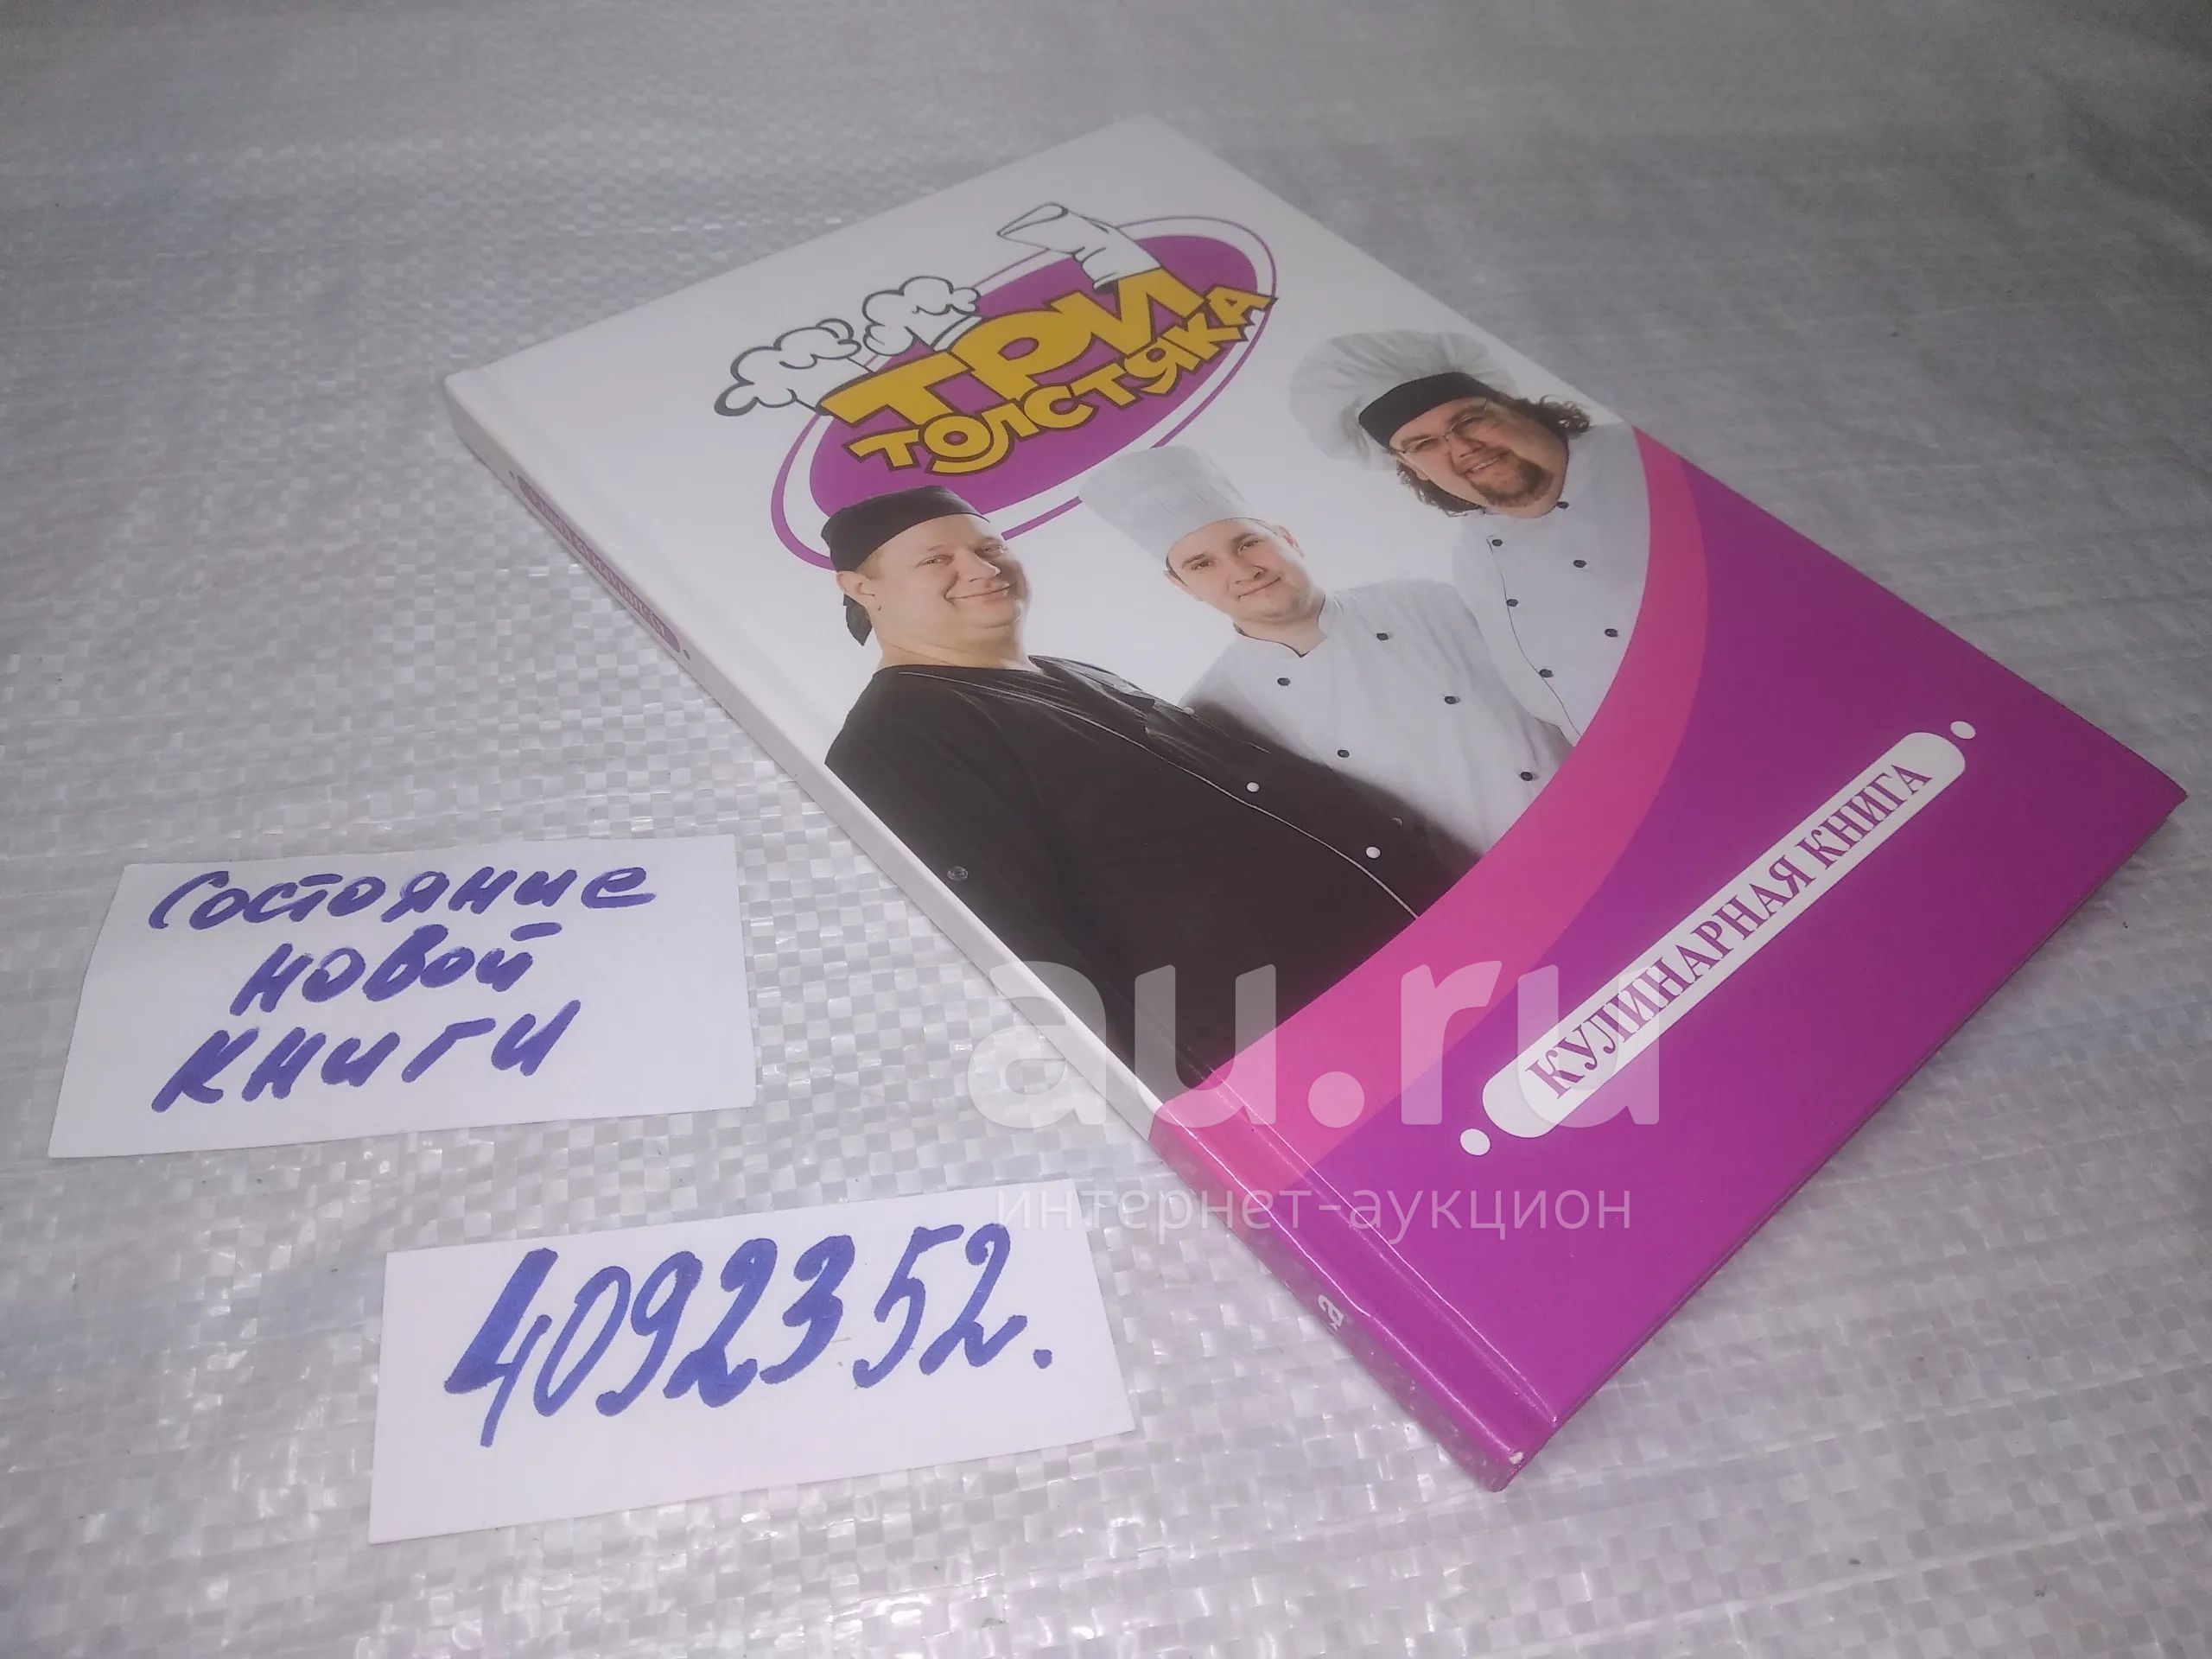 ТРИ
ТОЛСТЯКА
КУЛИНАРНАЯ КНИГА
Состояние
новой
книги
4092352.
au.ru
интернет-аукцион